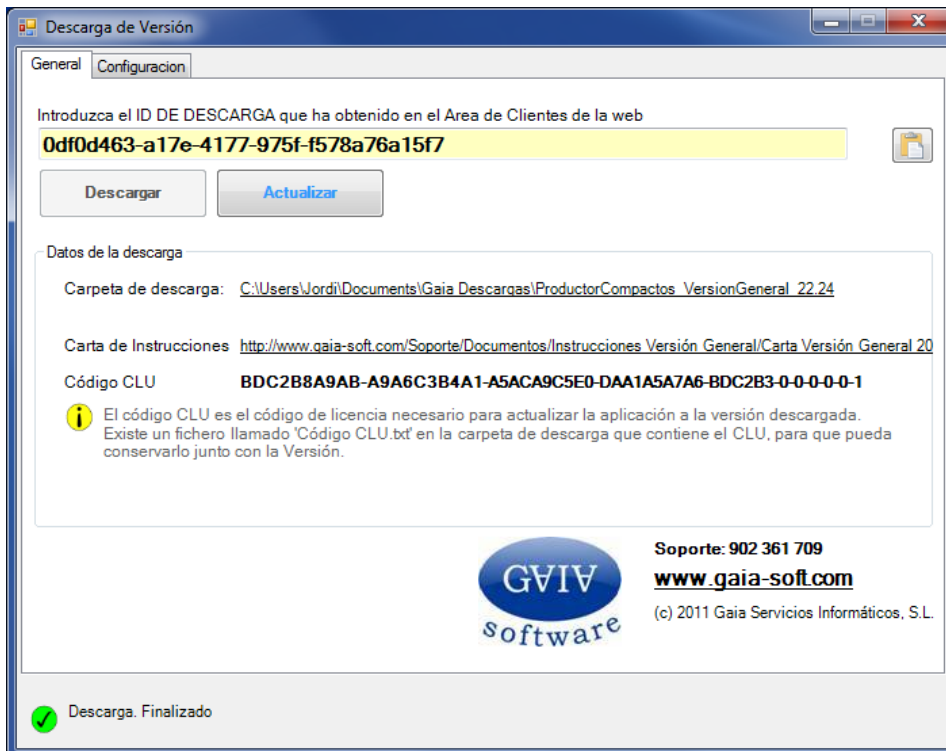 Descarga de Versión
General Configuracion
Introduzca el ID DE DESCARGA que ha obtenido en el Area de Clientes de la web
0df0d463-a17e-4177-975f-f578a76a15f7
Descargar Actualizar
Datos de la descarga
Carpeta de descarga: C:\Users\Jordi\Documents\Gaia Descargas\ProductorCompactos_VersionGeneral_22.24
Carta de Instrucciones http://www.gaia-soft.com/Soporte/Documentos/Instrucciones Versión General/Carta Versión General 20
Código CLU BDC2B8A9AB-A9A6C3B4A1-A5ACA9C5E0-DAA1A5A7A6-BDC2B3-0-0-0-0-0-1
El código CLU es el código de licencia necesario para actualizar la aplicación a la versión descargada.
Existe un fichero llamado 'Código CLU.txt' en la carpeta de descarga que contiene el CLU, para que pueda
conservarlo junto con la Versión.
GAIA
software
Soporte: 902 361 709
www.gaia-soft.com
(c) 2011 Gaia Servicios Informáticos, S.L.
Descarga. Finalizado